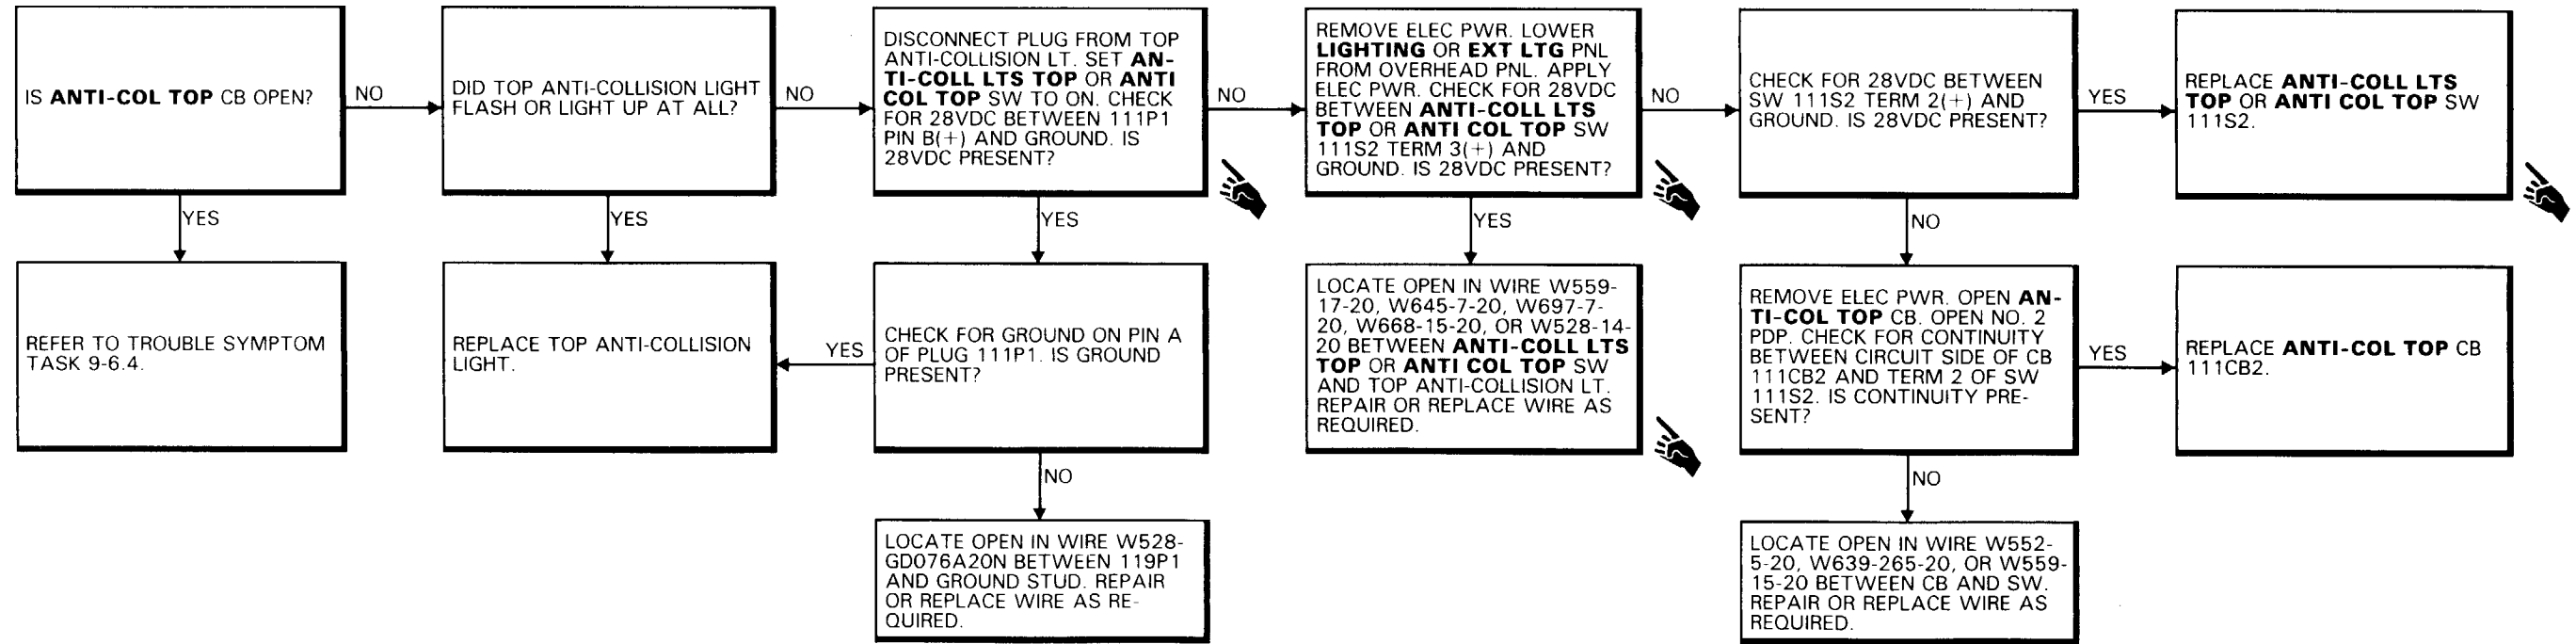 IS ANTI-COL TOP CB OPEN?
NO
YES
REFER TO TROUBLE SYMPTOM
TASK 9-6.4.
DID TOP ANTI-COLLISION LIGHT
FLASH OR LIGHT UP AT ALL?
NO
YES
REPLACE TOP ANTI-COLLISION
LIGHT.
DISCONNECT PLUG FROM TOP
ANTI-COLLISION LT. SET AN-
TI-COLL LTS TOP OR ANTI
COL TOP SW TO ON. CHECK
FOR 28VDC BETWEEN 111P1
PIN B(+) AND GROUND. IS
28VDC PRESENT?
NO
YES
CHECK FOR GROUND ON PIN A
OF PLUG 111P1. IS GROUND
PRESENT?
YES
NO
LOCATE OPEN IN WIRE W528-
GD076A20N BETWEEN 119P1
AND GROUND STUD. REPAIR
OR REPLACE WIRE AS RE-
QUIRED.
REMOVE ELEC PWR. LOWER
LIGHTING OR EXT LTG PNL
FROM OVERHEAD PNL. APPLY
ELEC PWR. CHECK FOR 28VDC
BETWEEN ANTI-COLL LTS
TOP OR ANTI COL TOP SW
111S2 TERM 3(+) AND
GROUND. IS 28VDC PRESENT?
NO
YES
LOCATE OPEN IN WIRE W559-
17-20, W645-7-20, W697-7-
20, W668-15-20, OR W528-14-
20 BETWEEN ANTI-COLL LTS
TOP OR ANTI COL TOP SW
AND TOP ANTI-COLLISION LT.
REPAIR OR REPLACE WIRE AS
REQUIRED.
CHECK FOR 28VDC BETWEEN
SW 111S2 TERM 2(+) AND
GROUND. IS 28VDC PRESENT?
YES
NO
REMOVE ELEC PWR. OPEN AN-
TI-COL TOP CB. OPEN NO. 2
PDP. CHECK FOR CONTINUITY
BETWEEN CIRCUIT SIDE OF CB
111CB2 AND TERM 2 OF SW
111S2. IS CONTINUITY PRE-
SENT?
YES
NO
LOCATE OPEN IN WIRE W552-
5-20, W639-265-20, OR W559-
15-20 BETWEEN CB AND SW.
REPAIR OR REPLACE WIRE AS
REQUIRED.
REPLACE ANTI-COLL LTS
TOP OR ANTI COL TOP SW
111S2.
REPLACE ANTI-COL TOP CB
111CB2.